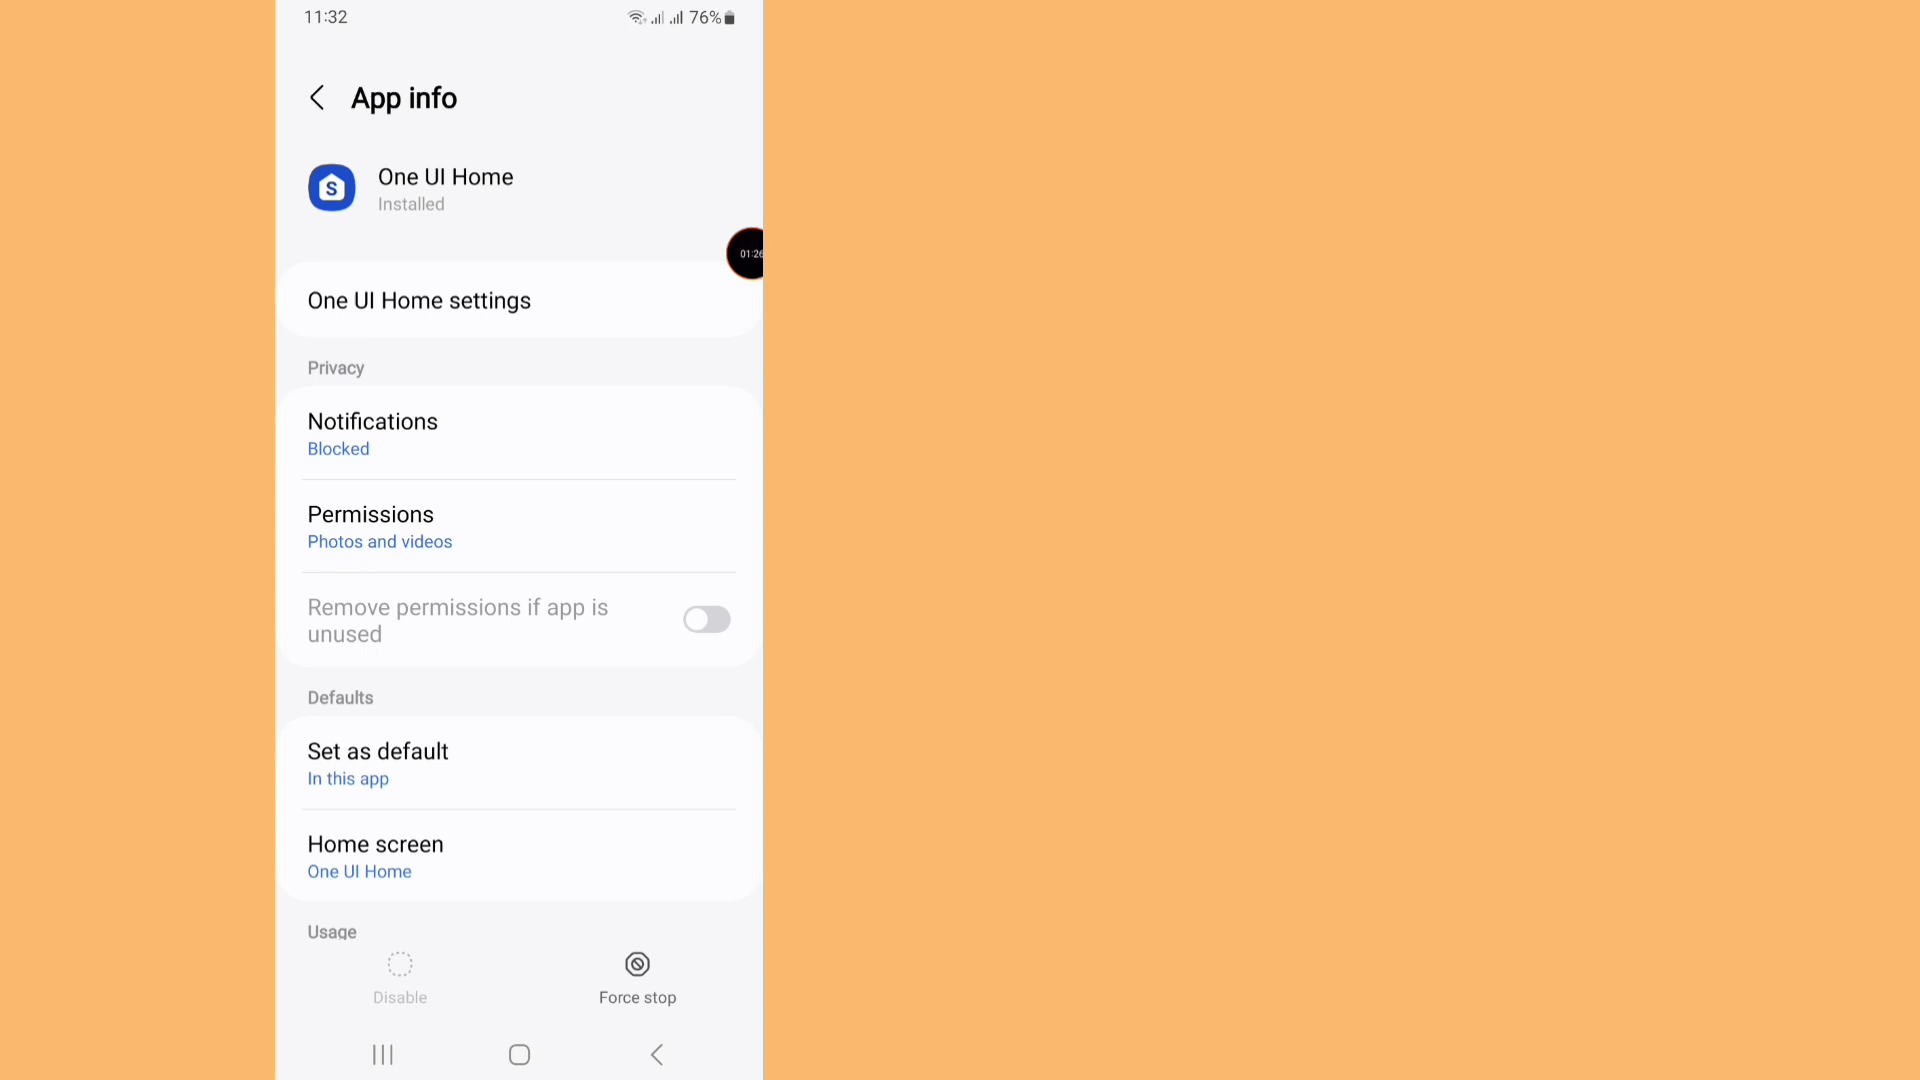 11:32
76%
App info
S
One UI Home
Installed
01:26
One UI Home settings
Privacy
Notifications
Blocked
Permissions
Photos and videos
Remove permissions if app is
unused
Defaults
Set as default
In this app
Home screen
One UI Home
Usage
Disable
Force stop